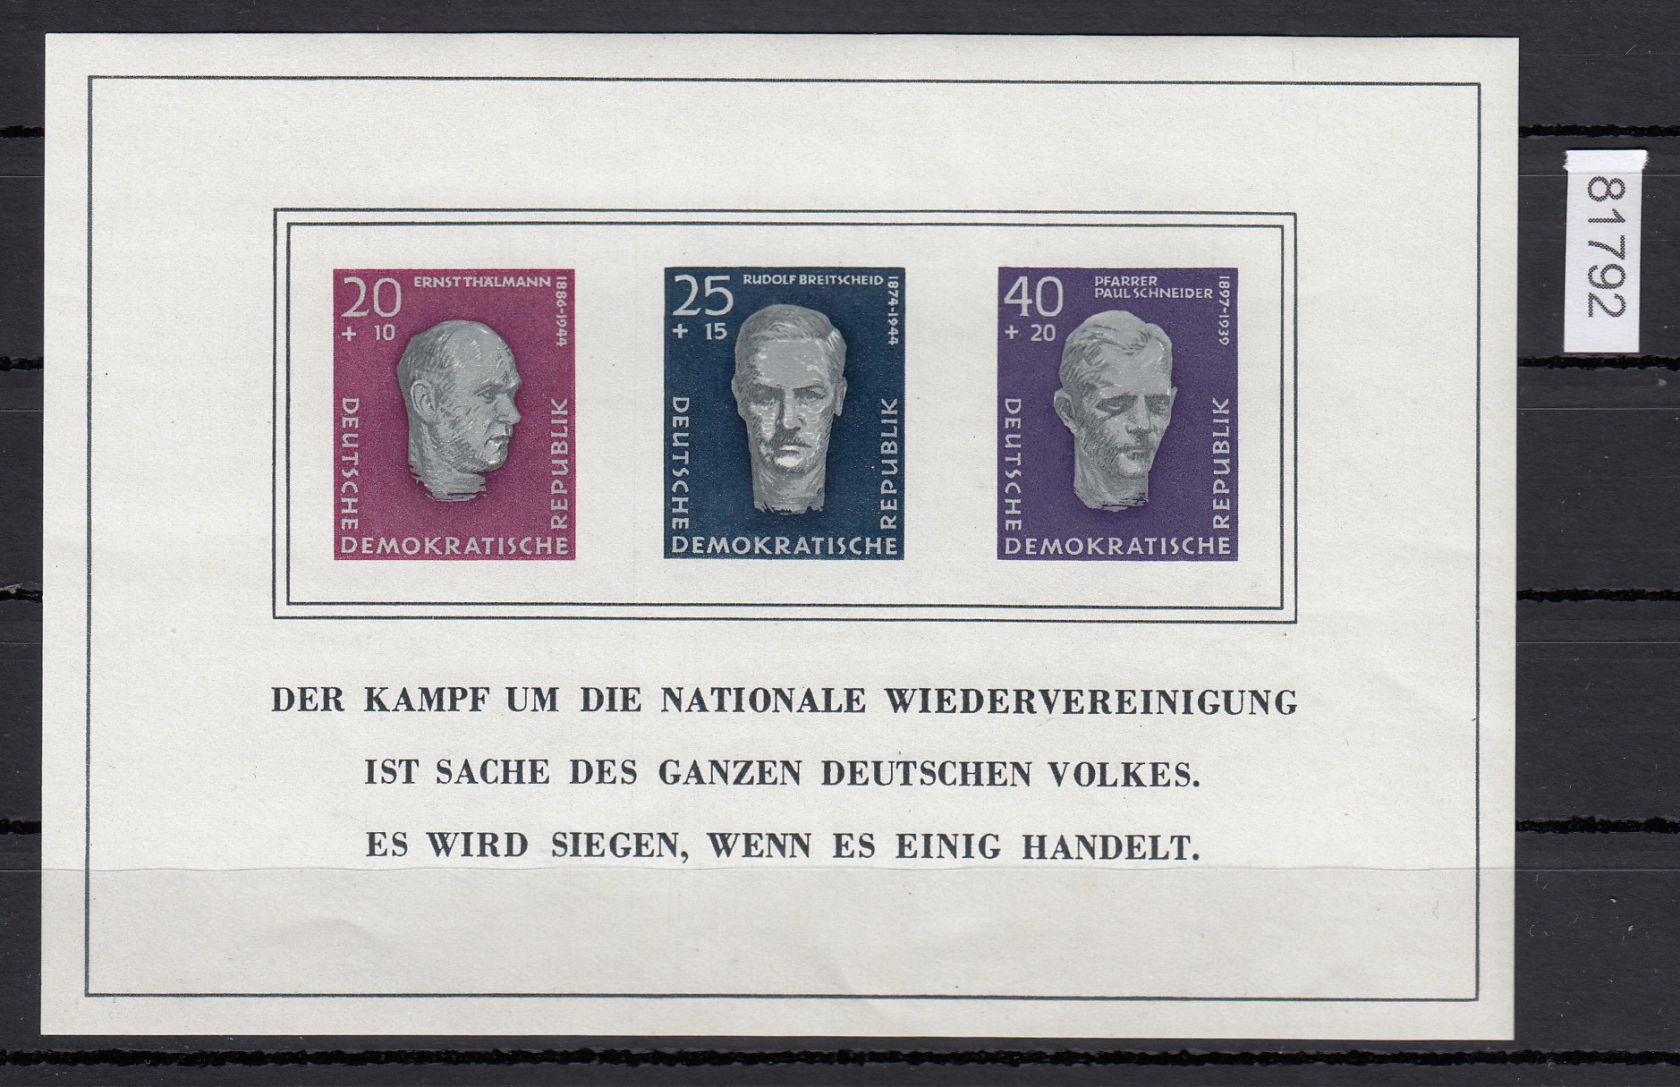 20
+ 10
ERNST THÄLMANN
1886-1944
DEUTSCHE
DEMOKRATISCHE
REPUBLIK
25
+ 15
RUDOLF BREITSCHEID
1874-1944
DEUTSCHE
DEMOKRATISCHE
REPUBLIK
40
+ 20
PFARRER
PAUL SCHNEIDER
1897-1939
DEUTSCHE
DEMOKRATISCHE
REPUBLIK
DER KAMPF UM DIE NATIONALE WIEDERVEREINIGUNG
IST SACHE DES GANZEN DEUTSCHEN VOLKES.
ES WIRD SIEGEN, WENN ES EINIG HANDELT.
81792